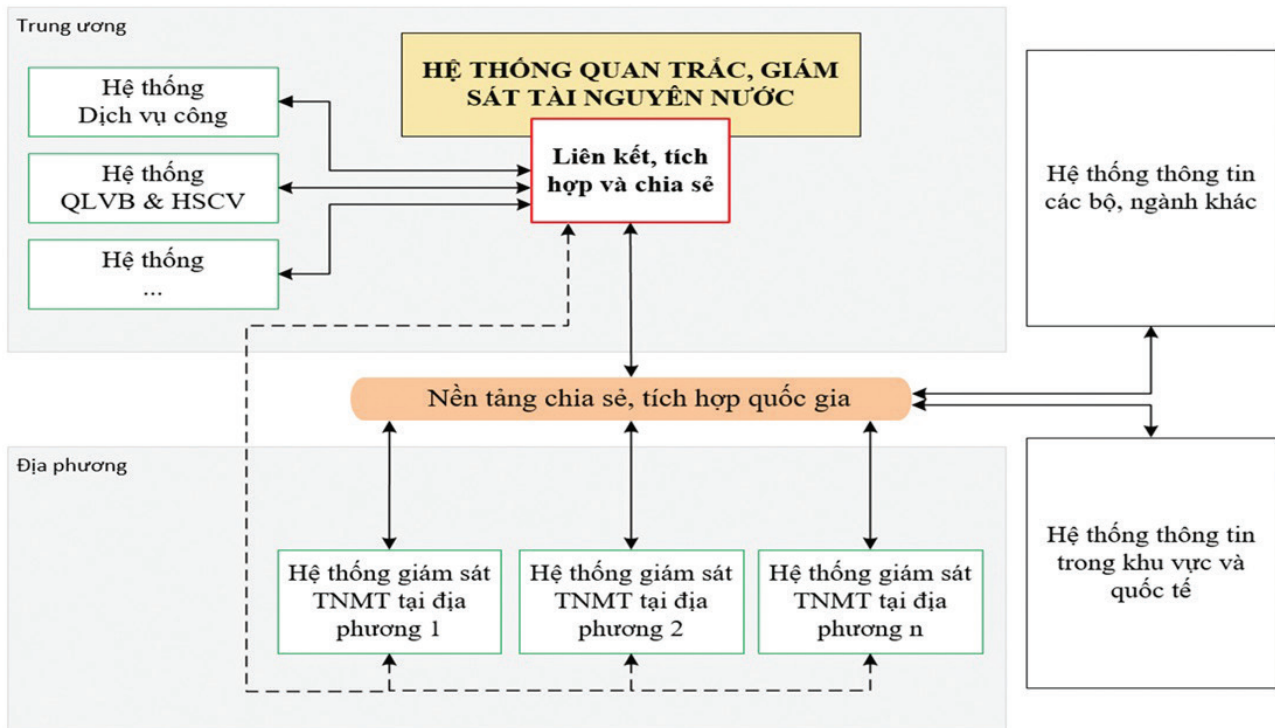 Trung ương
HỆ THỐNG QUAN TRẮC, GIÁM
SÁT TÀI NGUYÊN NƯỚC
Liên kết, tích
hợp và chia sẻ
Hệ thống
Dịch vụ công
Hệ thống
QLVB & HSCV
Hệ thống
...
Hệ thống thông tin
các bộ, ngành khác
Nền tảng chia sẻ, tích hợp quốc gia
Địa phương
Hệ thống giám sát
TNMT tại địa
phương 1
Hệ thống giám sát
TNMT tại địa
phương 2
Hệ thống giám sát
TNMT tại địa
phương n
Hệ thống thông tin
trong khu vực và
quốc tế